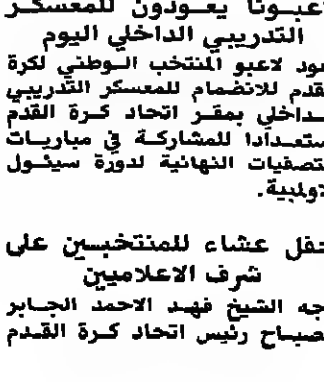 لاعبونا يعودون للمعسكر
التدريبي الداخلي اليوم
يعود لاعبو المنتخب الوطني لكرة
القدم للانضمام للمعسكر التدريبي
الداخلي بمقر اتحاد كرة القدم
استعدادا للمشاركة في مباريات
التصفيات النهائية لدورة سيئول
الاولمبية.
حفل عشاء للمنتخبين على
شرف الاعلاميين
وجه الشيخ فهد الاحمد الجابر
الصباح رئيس اتحاد كرة القدم